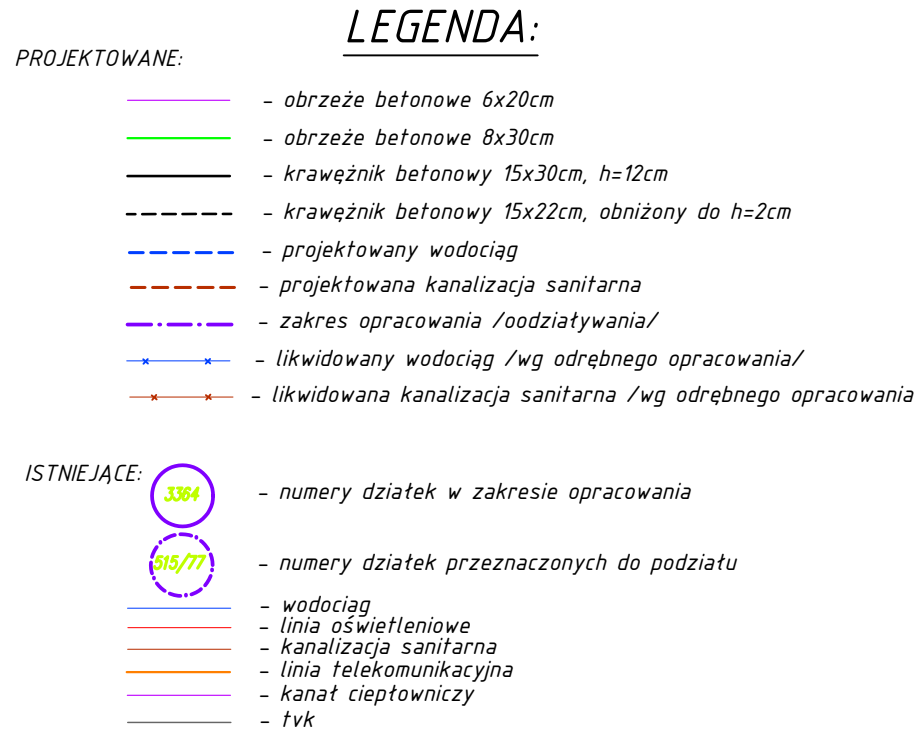 LEGENDA:
PROJEKTOWANE:
- obrzeże betonowe 6x20cm
- obrzeże betonowe 8x30cm
- krawężnik betonowy 15x30cm, h=12cm
- krawężnik betonowy 15x22cm, obniżony do h=2cm
- projektowany wodociąg
- projektowana kanalizacja sanitarna
- zakres opracowania /oodziaływania/
- likwidowany wodociąg /wg odrębnego opracowania/
- likwidowana kanalizacja sanitarna /wg odrębnego opracowania
ISTNIEJĄCE:
3364 - numery działek w zakresie opracowania
515/77 - numery działek przeznaczonych do podziału
- wodociąg
- linia oświetleniowe
- kanalizacja sanitarna
- linia telekomunikacyjna
- kanał ciepłowniczy
- tvk